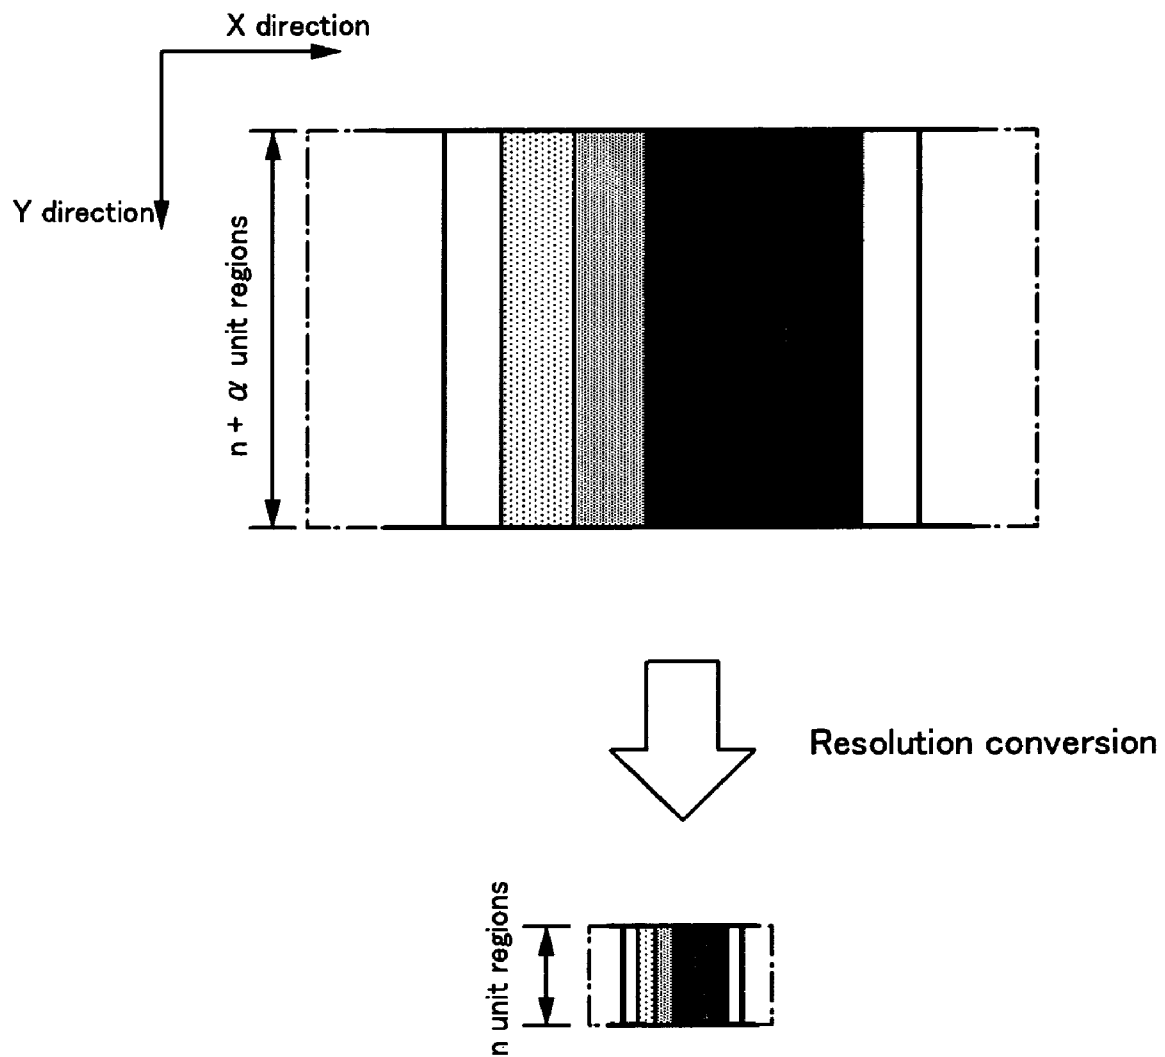 X direction
Y direction
n + α unit regions
Resolution conversion
n unit regions